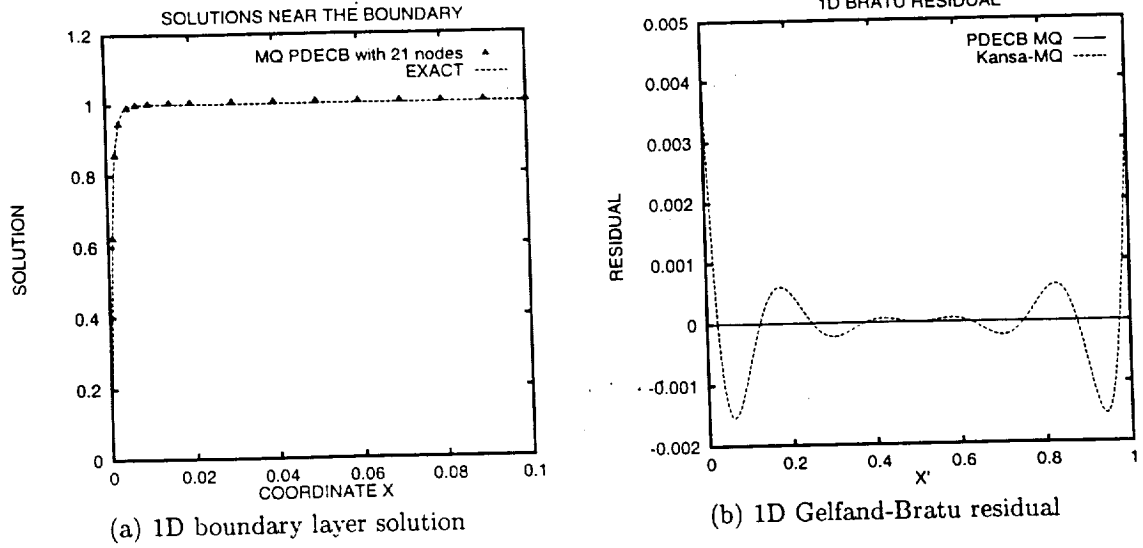 SOLUTIONS NEAR THE BOUNDARY
1.2
1
0.8
0.6
0.4
0.2
0
MQ PDECB with 21 nodes
EXACT
SOLUTION
0 0.02 0.04 0.06 0.08 0.1
COORDINATE X
(a) 1D boundary layer solution
1D BRATU RESIDUAL
0.005
0.004
0.003
0.002
0.001
0
-0.001
-0.002
PDECB MQ
Kansa-MQ
RESIDUAL
0 0.2 0.4 0.6 0.8 1
X'
(b) 1D Gelfand-Bratu residual